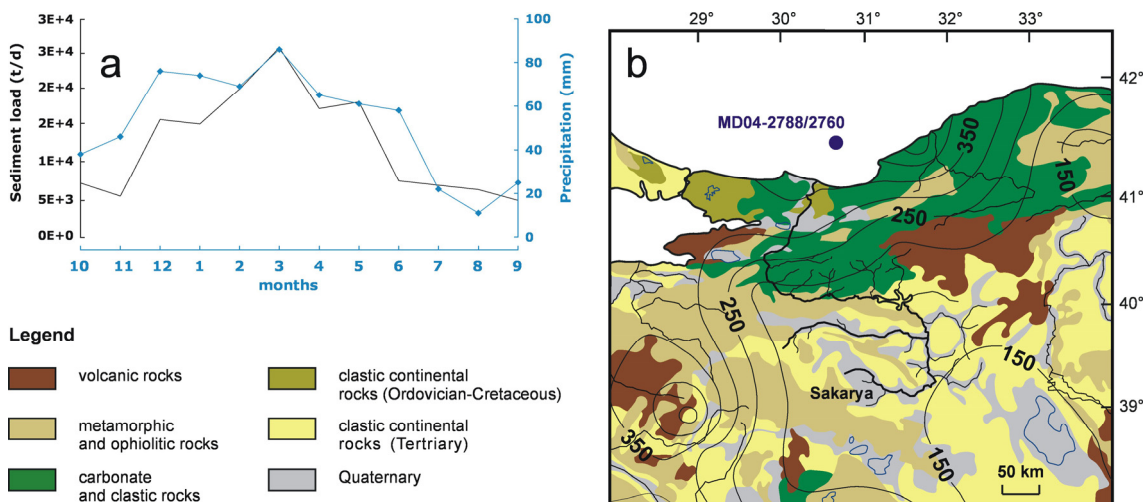 a
Sediment load (t/d)
3E+4
3E+4
2E+4
2E+4
1E+4
5E+3
0E+0
100
80
60
40
20
0
Precipitation (mm)
10 11 12 1 2 3 4 5 6 7 8 9
months
Legend
volcanic rocks
metamorphic
and ophiolitic rocks
carbonate
and clastic rocks
clastic continental
rocks (Ordovician-Cretaceous)
clastic continental
rocks (Tertriary)
Quaternary
29° 30° 31° 32° 33°
b
42°
41°
40°
39°
MD04-2788/2760
350
150
250
250
150
Sakarya
350
150
50 km